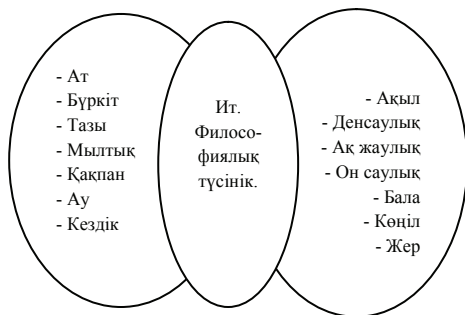 - Ат
- Бүркіт
- Тазы
- Мылтық
- Қақпан
- Ау
- Кездік
Ит.
Филосо-
фиялық
түсінік.
- Ақыл
- Денсаулық
- Ақ жаулық
- Он саулық
- Бала
- Көңіл
- Жер